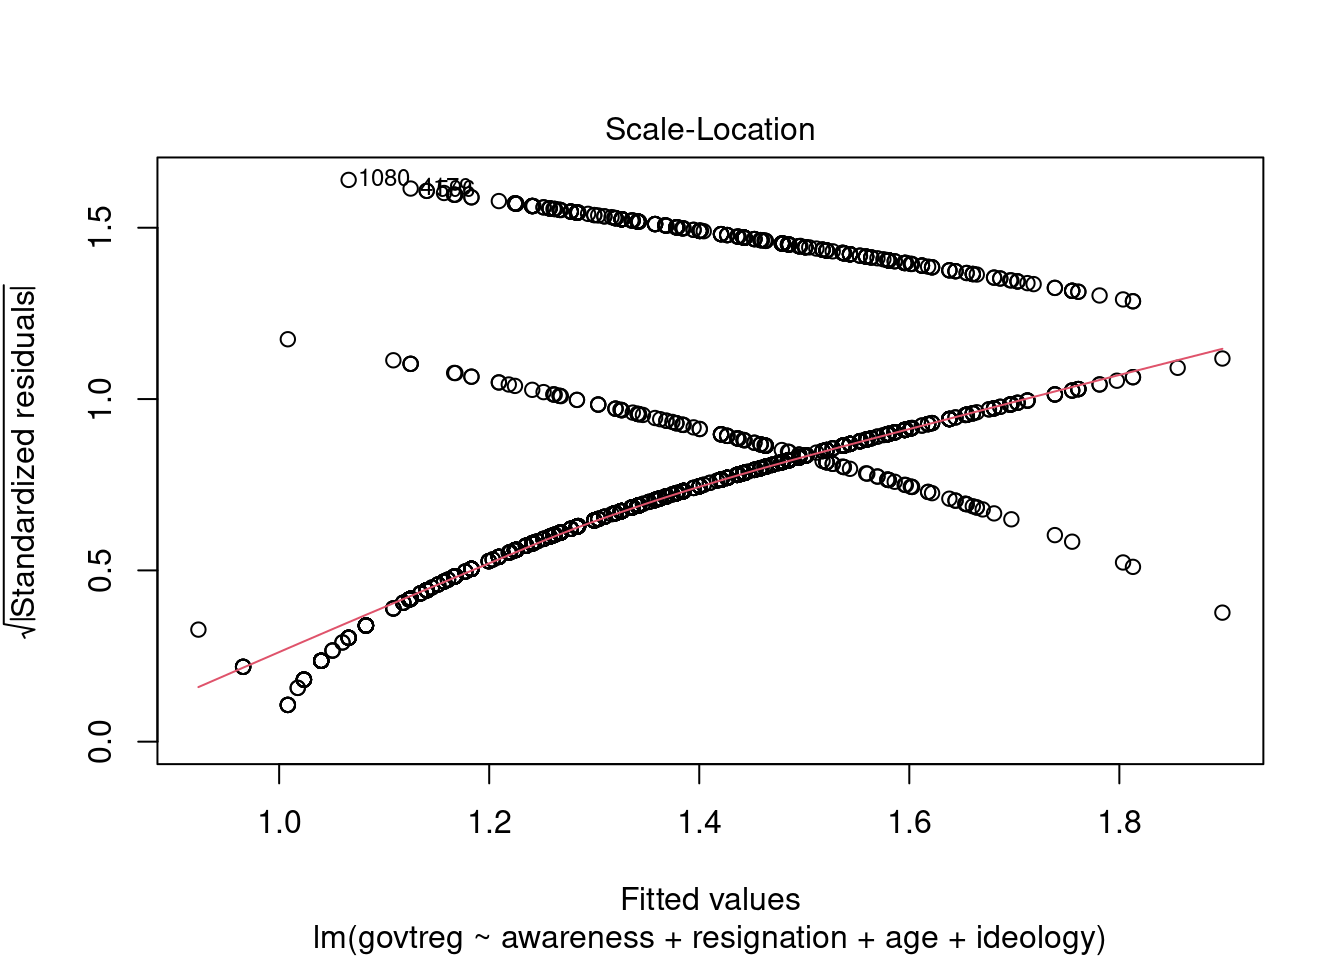 Scale-Location
√|Standardized residuals|
1.5
1.0
0.5
0.0
1080
1.0 1.2 1.4 1.6 1.8
Fitted values
lm(govtreg ~ awareness + resignation + age + ideology)